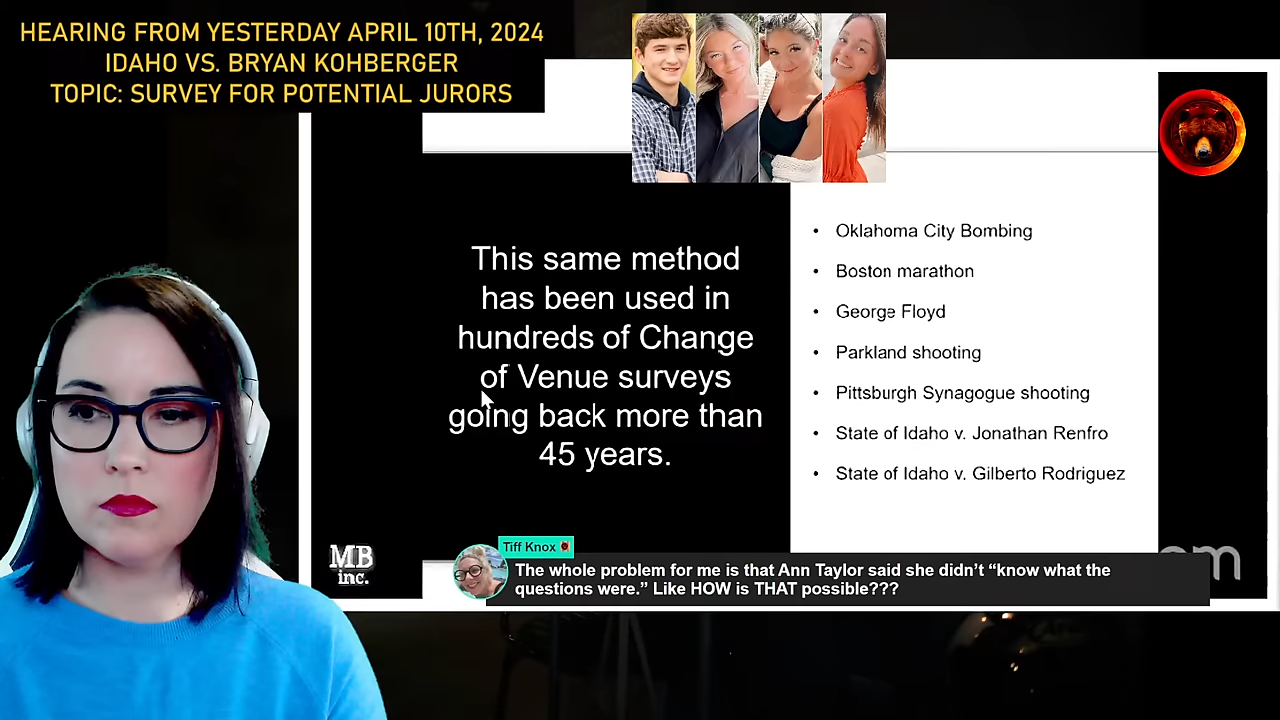 HEARING FROM YESTERDAY APRIL 10TH, 2024
IDAHO VS. BRYAN KOHBERGER
TOPIC: SURVEY FOR POTENTIAL JURORS
This same method
has been used in
hundreds of Change
of Venue surveys
going back more than
45 years.
• Oklahoma City Bombing
• Boston marathon
• George Floyd
• Parkland shooting
• Pittsburgh Synagogue shooting
• State of Idaho v. Jonathan Renfro
• State of Idaho v. Gilberto Rodriguez
MB
inc.
Tiff Knox
The whole problem for me is that Ann Taylor said she didn’t “know what the
questions were.” Like HOW is THAT possible???